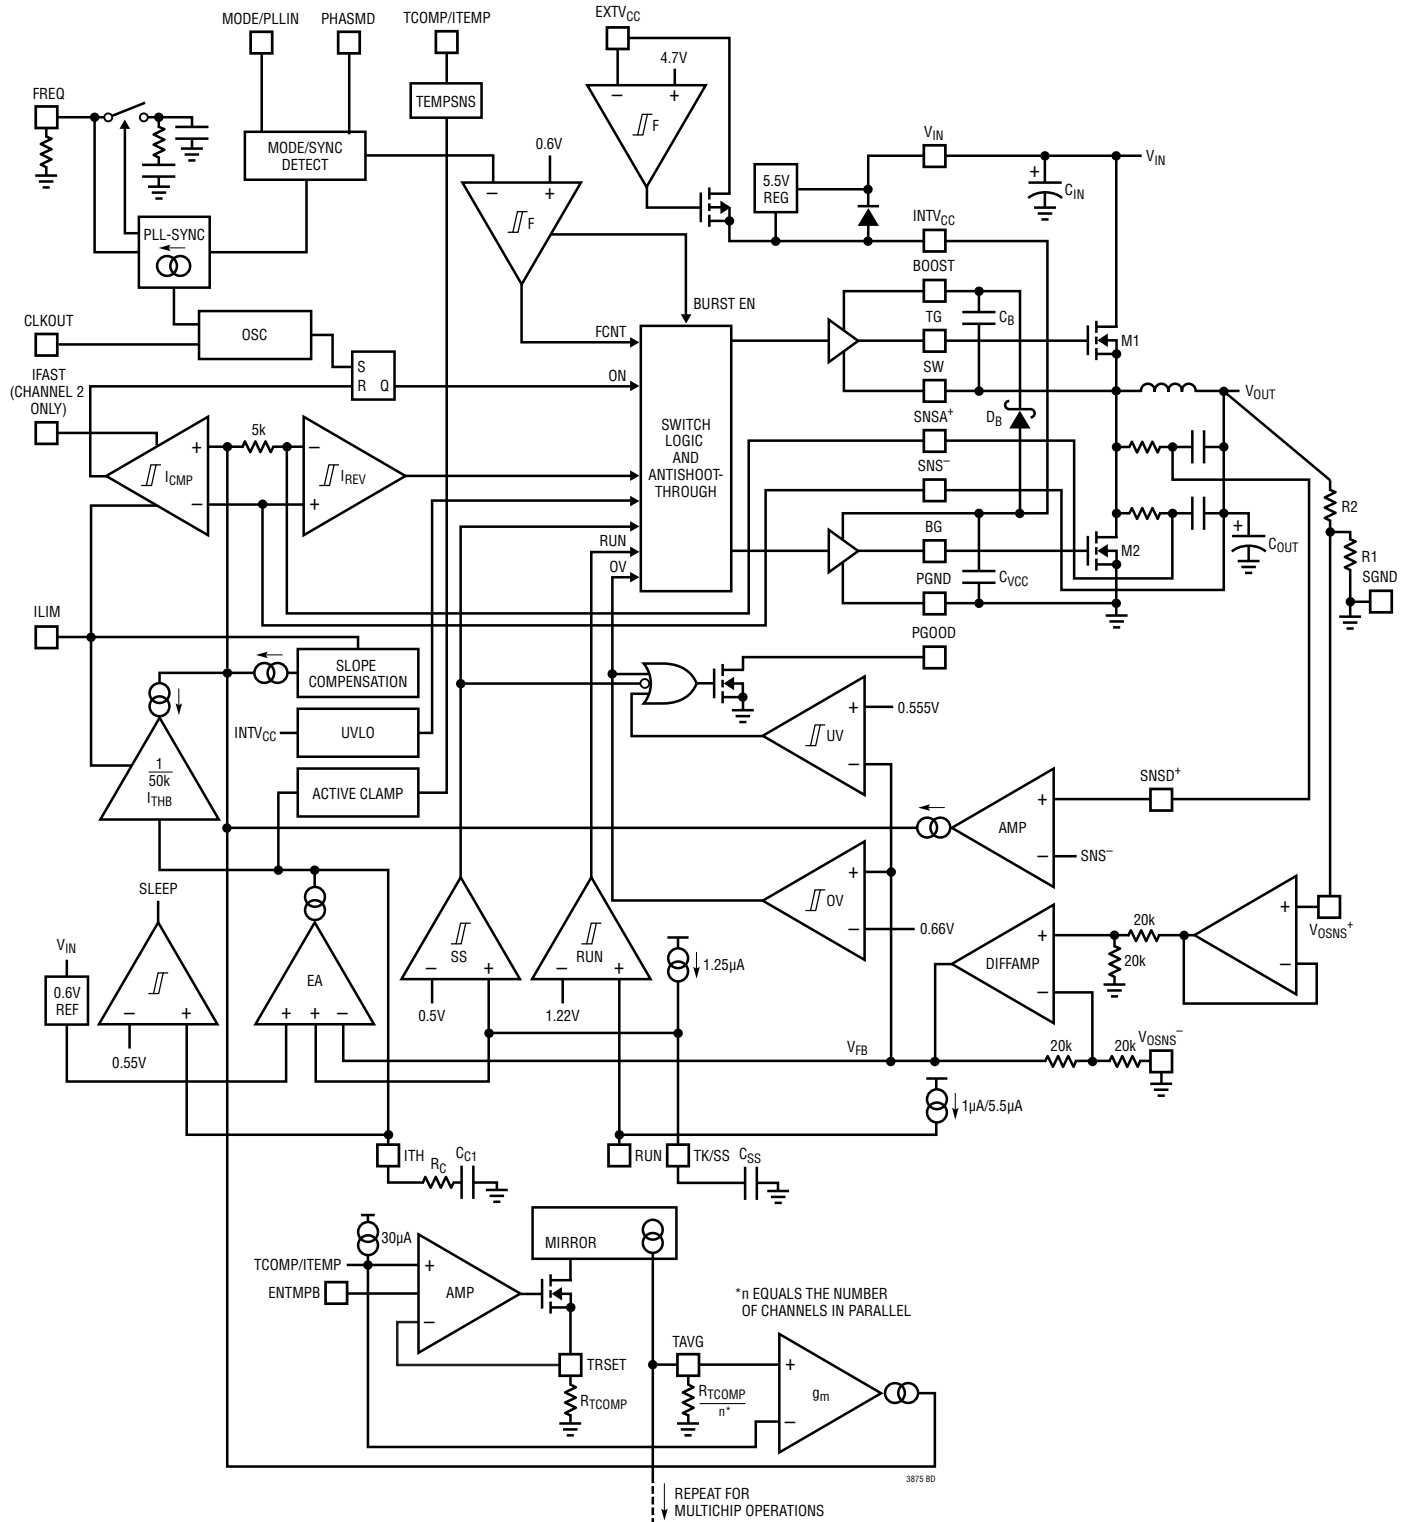 MODE/PLLIN
PHASMD
TCOMP/ITEMP
EXTVCC
4.7V
−
+
F
FREQ
TEMPSNS
MODE/SYNC
DETECT
0.6V
−
+
F
VIN
VIN
5.5V
REG
+
CIN
INTVCC
PLL-SYNC
BOOST
BURST EN
CLKOUT
OSC
FCNT
TG
CB
M1
IFAST
(CHANNEL 2
ONLY)
S
R
Q
ON
SW
VOUT
SNSA+
DB
5k
+
−
ICMP
−
+
IREV
SWITCH
LOGIC
AND
ANTISHOOT-
THROUGH
SNS−
R2
RUN
OV
BG
M2
+
COUT
R1
SGND
PGND
CVCC
ILIM
PGOOD
SLOPE
COMPENSATION
INTVCC
UVLO
+
0.555V
UV
−
1
50k
ITHB
ACTIVE CLAMP
SNSD+
+
AMP
−
SNS−
SLEEP
+
OV
−
0.66V
+
VOSNS+
−
20k
20k
VIN
0.6V
REF
−
+
0.55V
EA
+
+
−
SS
−
+
0.5V
RUN
−
+
1.22V
1.25µA
+
DIFFAMP
−
VFB
20k
20k
VOSNS−
1µA/5.5µA
ITH
RC
CC1
RUN
TK/SS
CSS
30µA
TCOMP/ITEMP
ENTMPB
+
AMP
−
MIRROR
*n EQUALS THE NUMBER
OF CHANNELS IN PARALLEL
TRSET
RTCOMP
TAVG
RTCOMP
n*
+
gm
−
3875 BD
REPEAT FOR
MULTICHIP OPERATIONS